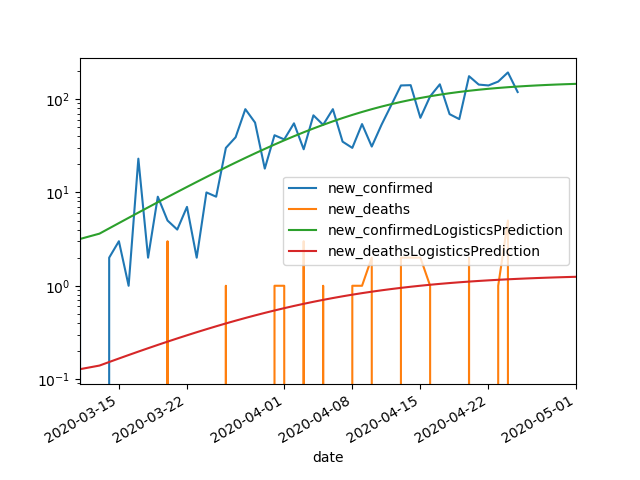 10²
10¹
10⁰
10⁻¹
new_confirmed
new_deaths
new_confirmedLogisticsPrediction
new_deathsLogisticsPrediction
2020-03-15
2020-03-22
2020-04-01
2020-04-08
2020-04-15
2020-04-22
2020-05-01
date